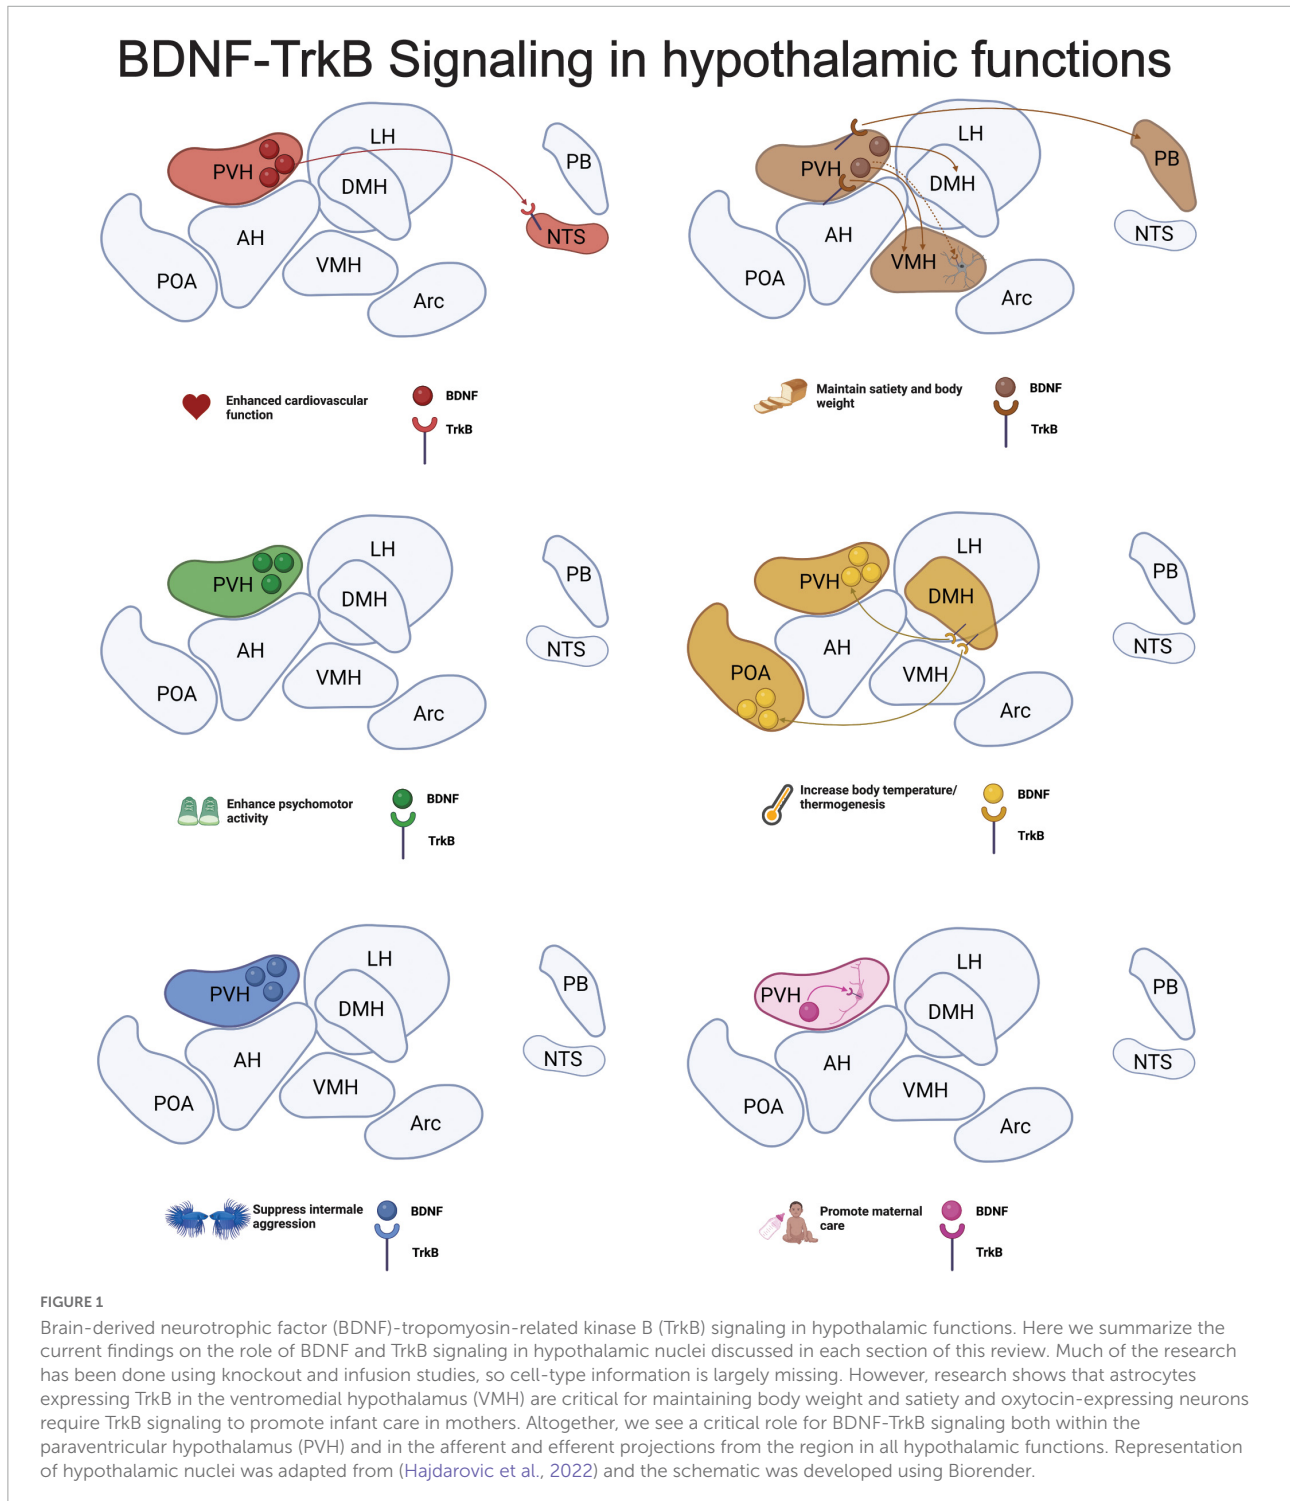 BDNF-TrkB Signaling in hypothalamic functions
LH
PVH
DMH
AH
VMH
POA
Arc
PB
NTS
Enhanced cardiovascular
function
BDNF
TrkB
LH
PVH
DMH
AH
VMH
POA
Arc
PB
NTS
Maintain satiety and body
weight
BDNF
TrkB
LH
PVH
DMH
AH
VMH
POA
Arc
PB
NTS
Enhance psychomotor
activity
BDNF
TrkB
LH
PVH
DMH
AH
VMH
POA
Arc
PB
NTS
Increase body temperature/
thermogenesis
BDNF
TrkB
LH
PVH
DMH
AH
VMH
POA
Arc
PB
NTS
Suppress intermale
aggression
BDNF
TrkB
LH
PVH
DMH
AH
VMH
POA
Arc
PB
NTS
Promote maternal
care
BDNF
TrkB
FIGURE 1
Brain-derived neurotrophic factor (BDNF)-tropomyosin-related kinase B (TrkB) signaling in hypothalamic functions. Here we summarize the
current findings on the role of BDNF and TrkB signaling in hypothalamic nuclei discussed in each section of this review. Much of the research
has been done using knockout and infusion studies, so cell-type information is largely missing. However, research shows that astrocytes
expressing TrkB in the ventromedial hypothalamus (VMH) are critical for maintaining body weight and satiety and oxytocin-expressing neurons
require TrkB signaling to promote infant care in mothers. Altogether, we see a critical role for BDNF-TrkB signaling both within the
paraventricular hypothalamus (PVH) and in the afferent and efferent projections from the region in all hypothalamic functions. Representation
of hypothalamic nuclei was adapted from (Hajdarovic et al., 2022) and the schematic was developed using Biorender.